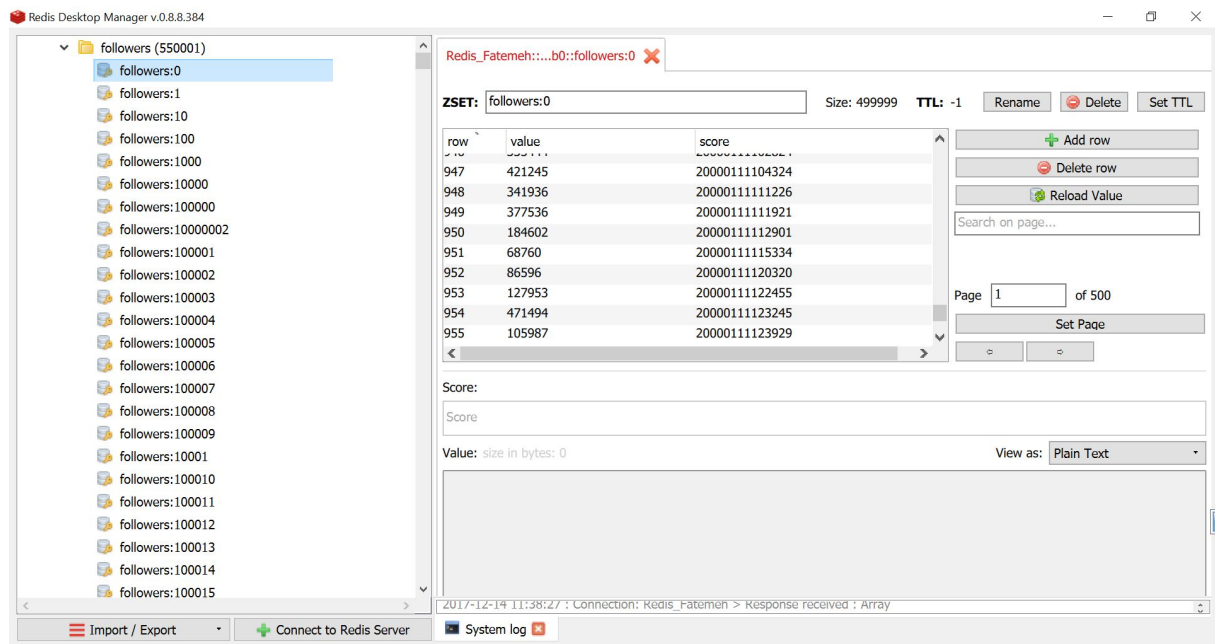 Redis Desktop Manager v.0.8.8.384
followers (550001)
followers:0
followers:1
followers:10
followers:100
followers:1000
followers:10000
followers:100000
followers:10000002
followers:100001
followers:100002
followers:100003
followers:100004
followers:100005
followers:100006
followers:100007
followers:100008
followers:100009
followers:10001
followers:100010
followers:100011
followers:100012
followers:100013
followers:100014
followers:100015
Import / Export
Connect to Redis Server
Redis_Fatemeh::...b0::followers:0
ZSET: followers:0 Size: 499999 TTL: -1 Rename Delete Set TTL
row value score
947 421245 20000111104324
948 341936 20000111111226
949 377536 20000111111921
950 184602 20000111112901
951 68760 20000111115334
952 86596 20000111120320
953 127953 20000111122455
954 471494 20000111123245
955 105987 20000111123929
Add row
Delete row
Reload Value
Search on page...
Page 1 of 500
Set Page
Score:
Score
Value: size in bytes: 0 View as: Plain Text
2017-12-14 11:38:27 : Connection: Redis_Fatemeh > Response received : Array
System log